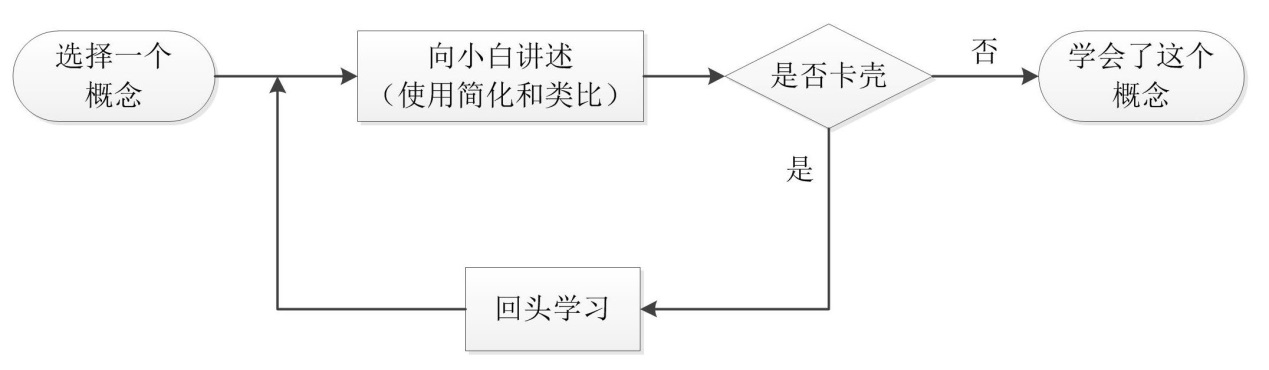 选择一个
概念
向小白讲述
（使用简化和类比）
是否卡壳
否
学会了这个
概念
是
回头学习